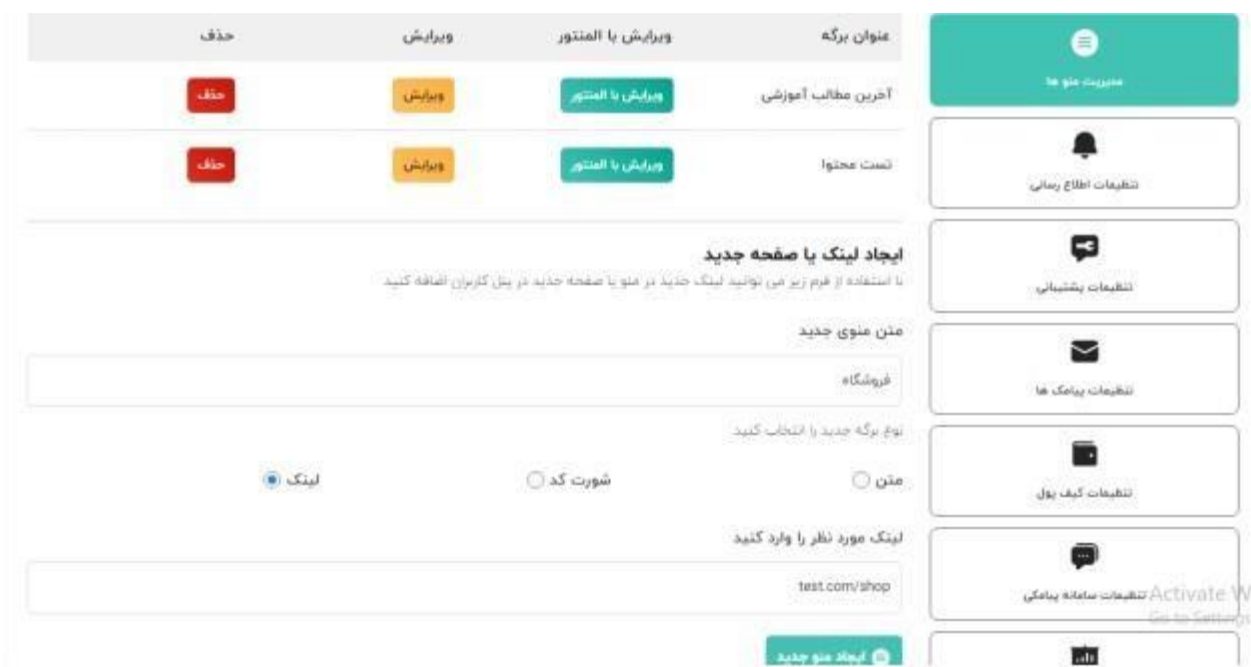 عنوان برگه ویرایش با المنتور ویرایش حذف
آخرین مطالب آموزشی ویرایش با المنتور ویرایش حذف
تست محتوا ویرایش با المنتور ویرایش حذف
ایجاد لینک یا صفحه جدید
با استفاده از فرم زیر می توانید لینک جدید در منو یا صفحه جدید در پنل کاربران اضافه کنید
متن منوی جدید
فروشگاه
نوع برگه جدید را انتخاب کنید
متن شورت کد لینک
لینک مورد نظر را وارد کنید
test.com/shop
ایجاد منو جدید
مدیریت منو ها
تنظیمات اطلاع رسانی
تنظیمات پشتیبانی
تنظیمات پیامک ها
تنظیمات کیف پول
تنظیمات سامانه پیامکی
Activate W
Go to Settings